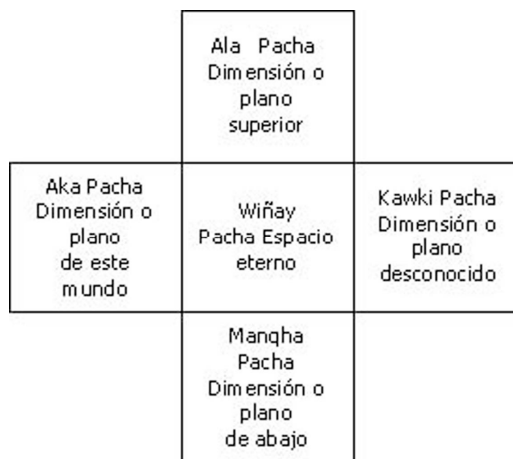 Ala Pacha
Dimensión o
plano
superior
Aka Pacha
Dimensión o
plano
de este
mundo
Wiñay
Pacha Espacio
eterno
Kawki Pacha
Dimensión o
plano
desconocido
Manqha
Pacha
Dimensión o
plano
de abajo